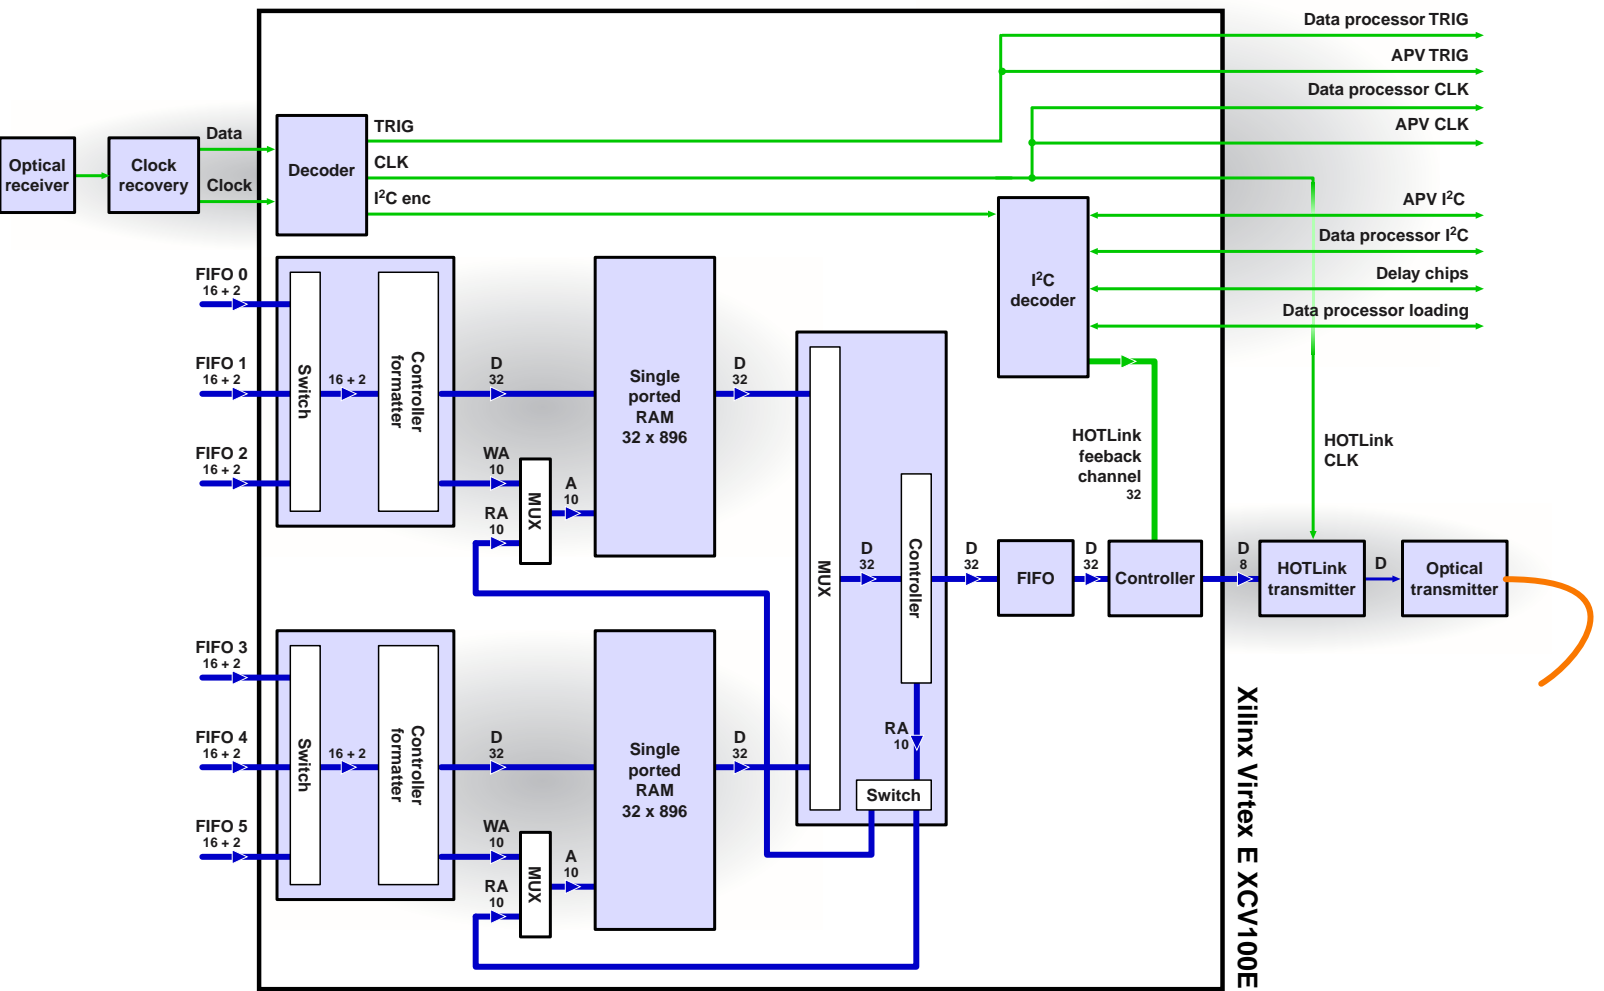 Data processor TRIG
APV TRIG
Data processor CLK
APV CLK
Data
Clock
Optical
receiver
Clock
recovery
Decoder
TRIG
CLK
I²C enc
APV I²C
Data processor I²C
Delay chips
Data processor loading
I²C
decoder
FIFO 0
16 + 2
FIFO 1
16 + 2
FIFO 2
16 + 2
Switch
16 + 2
Controller
formatter
D
32
WA
10
RA
10
MUX
A
10
Single
ported
RAM
32 x 896
D
32
MUX
D
32
Controller
RA
10
Switch
D
32
FIFO
D
32
Controller
HOTLink
feeback
channel
32
HOTLink
CLK
D
8
HOTLink
transmitter
D
Optical
transmitter
FIFO 3
16 + 2
FIFO 4
16 + 2
FIFO 5
16 + 2
Switch
16 + 2
Controller
formatter
D
32
WA
10
RA
10
MUX
A
10
Single
ported
RAM
32 x 896
D
32
Xilinx Virtex E XCV100E